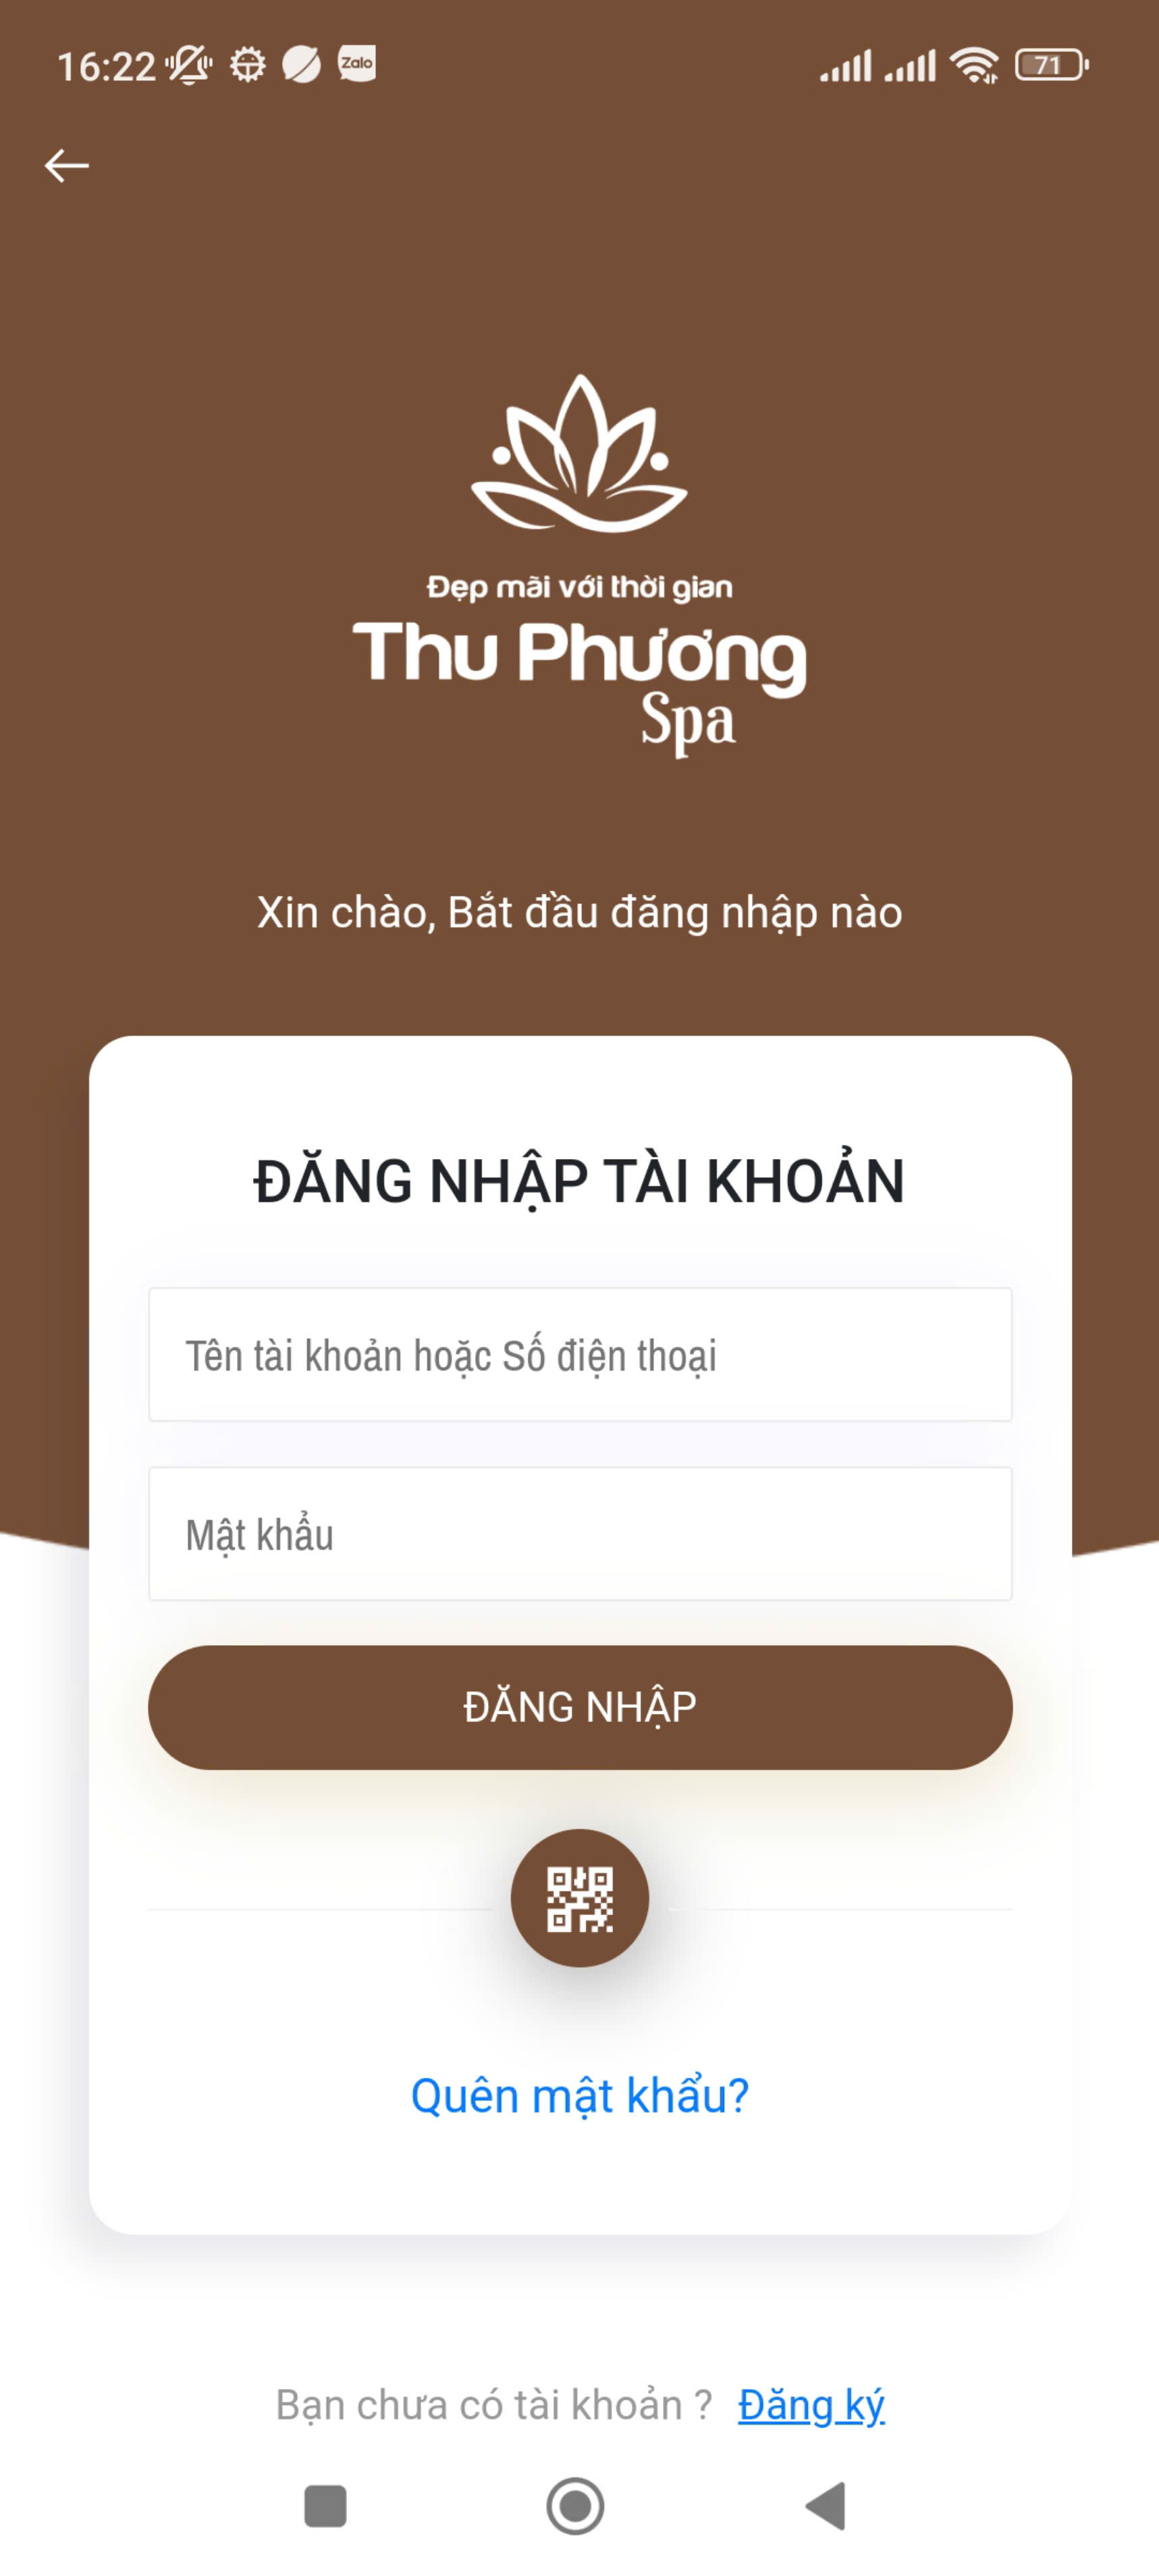 16:22
Zalo
71
Đẹp mãi với thời gian
Thu Phương
Spa
Xin chào, Bắt đầu đăng nhập nào
ĐĂNG NHẬP TÀI KHOẢN
Tên tài khoản hoặc Số điện thoại
Mật khẩu
ĐĂNG NHẬP
Quên mật khẩu?
Bạn chưa có tài khoản ? Đăng ký